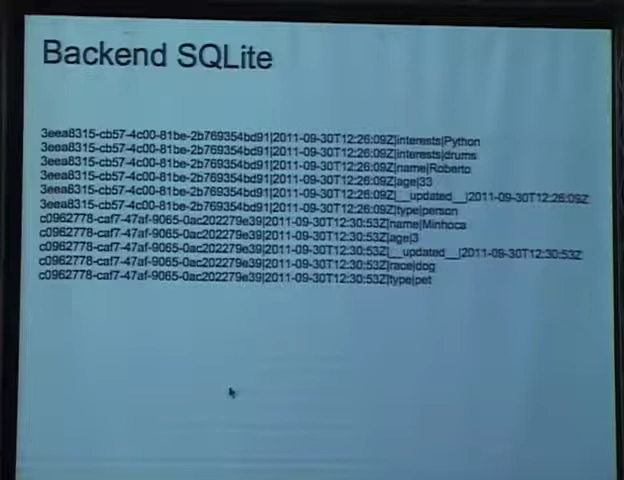 Backend SQLite
3eea8315-cb57-4c00-81be-2b769354bd91|2011-09-30T12:26:09Z|interests|Python
3eea8315-cb57-4c00-81be-2b769354bd91|2011-09-30T12:26:09Z|interests|drums
3eea8315-cb57-4c00-81be-2b769354bd91|2011-09-30T12:26:09Z|name|Roberto
3eea8315-cb57-4c00-81be-2b769354bd91|2011-09-30T12:26:09Z|age|33
3eea8315-cb57-4c00-81be-2b769354bd91|2011-09-30T12:26:09Z|__updated__|2011-09-30T12:26:09Z
3eea8315-cb57-4c00-81be-2b769354bd91|2011-09-30T12:26:09Z|type|person
c0962778-caf7-47af-9065-0ac202279e39|2011-09-30T12:30:53Z|name|Minhoca
c0962778-caf7-47af-9065-0ac202279e39|2011-09-30T12:30:53Z|age|3
c0962778-caf7-47af-9065-0ac202279e39|2011-09-30T12:30:53Z|__updated__|2011-09-30T12:30:53Z
c0962778-caf7-47af-9065-0ac202279e39|2011-09-30T12:30:53Z|race|dog
c0962778-caf7-47af-9065-0ac202279e39|2011-09-30T12:30:53Z|type|pet